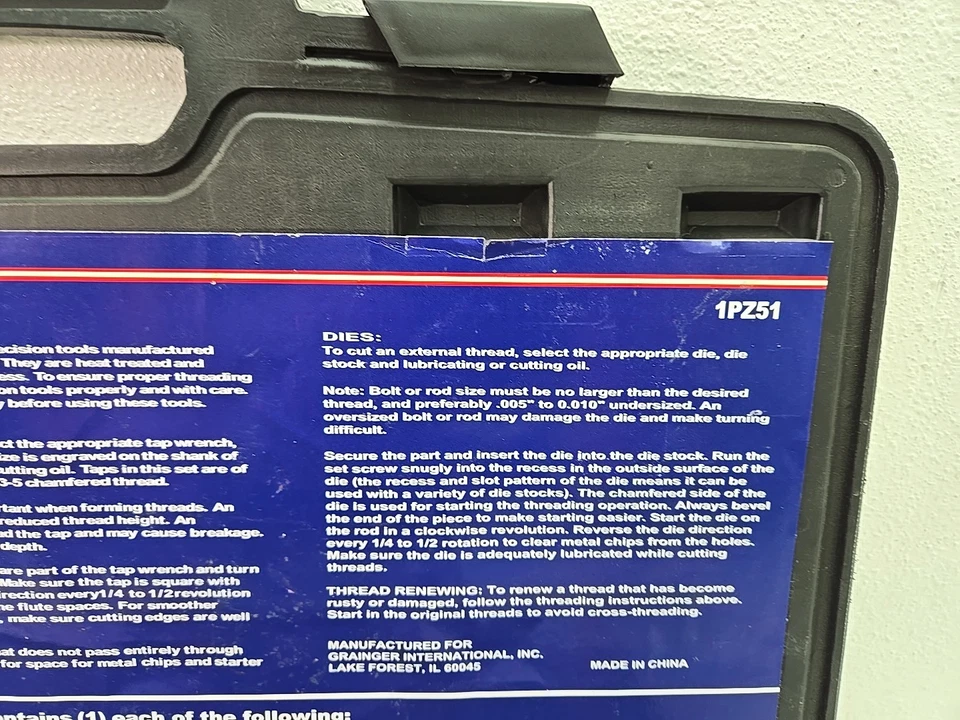 1PZ51
ecision tools manufactured
They are heat treated and
ess. To ensure proper threading
on tools properly and with care.
y before using these tools.
ct the appropriate tap wrench,
ize is engraved on the shank of
utting oil. Taps in this set are of
3-5 chamfered thread.
rtant when forming threads. An
reduced thread height. An
ad the tap and may cause breakage.
depth.
are part of the tap wrench and turn
Make sure the tap is square with
irection every1/4 to 1/2revolution
he flute spaces. For smoother
, make sure cutting edges are well
at does not pass entirely through
for space for metal chips and starter
DIES:
To cut an external thread, select the appropriate die, die
stock and lubricating or cutting oil.
Note: Bolt or rod size must be no larger than the desired
thread, and preferably .005" to 0.010" undersized. An
oversized bolt or rod may damage the die and make turning
difficult.
Secure the part and insert the die into.the die stock. Run the
set screw snugly into the recess in the outside surface of the
die (the recess and slot pattern of the die means it can be
used with a variety of die stocks). The chamfered side of the
die is used for starting the threading operation. Always bevel
the end of the piece to make starting easier. Start the die on
the rod in a clockwise revolution. Reverse the die direction
every 1/4 to 1/2 rotation to clear metal chips from the holes.
Make sure the die is adequately lubricated while cutting
threads.
THREAD RENEWING: To renew a thread that has become
rusty or damaged, follow the threading instructions above.
Start in the original threads to avoid cross-threading.
MANUFACTURED FOR
GRAINGER INTERNATIONAL, INC.
LAKE FOREST, IL 60045
MADE IN CHINA
ontains (1) each of the following: